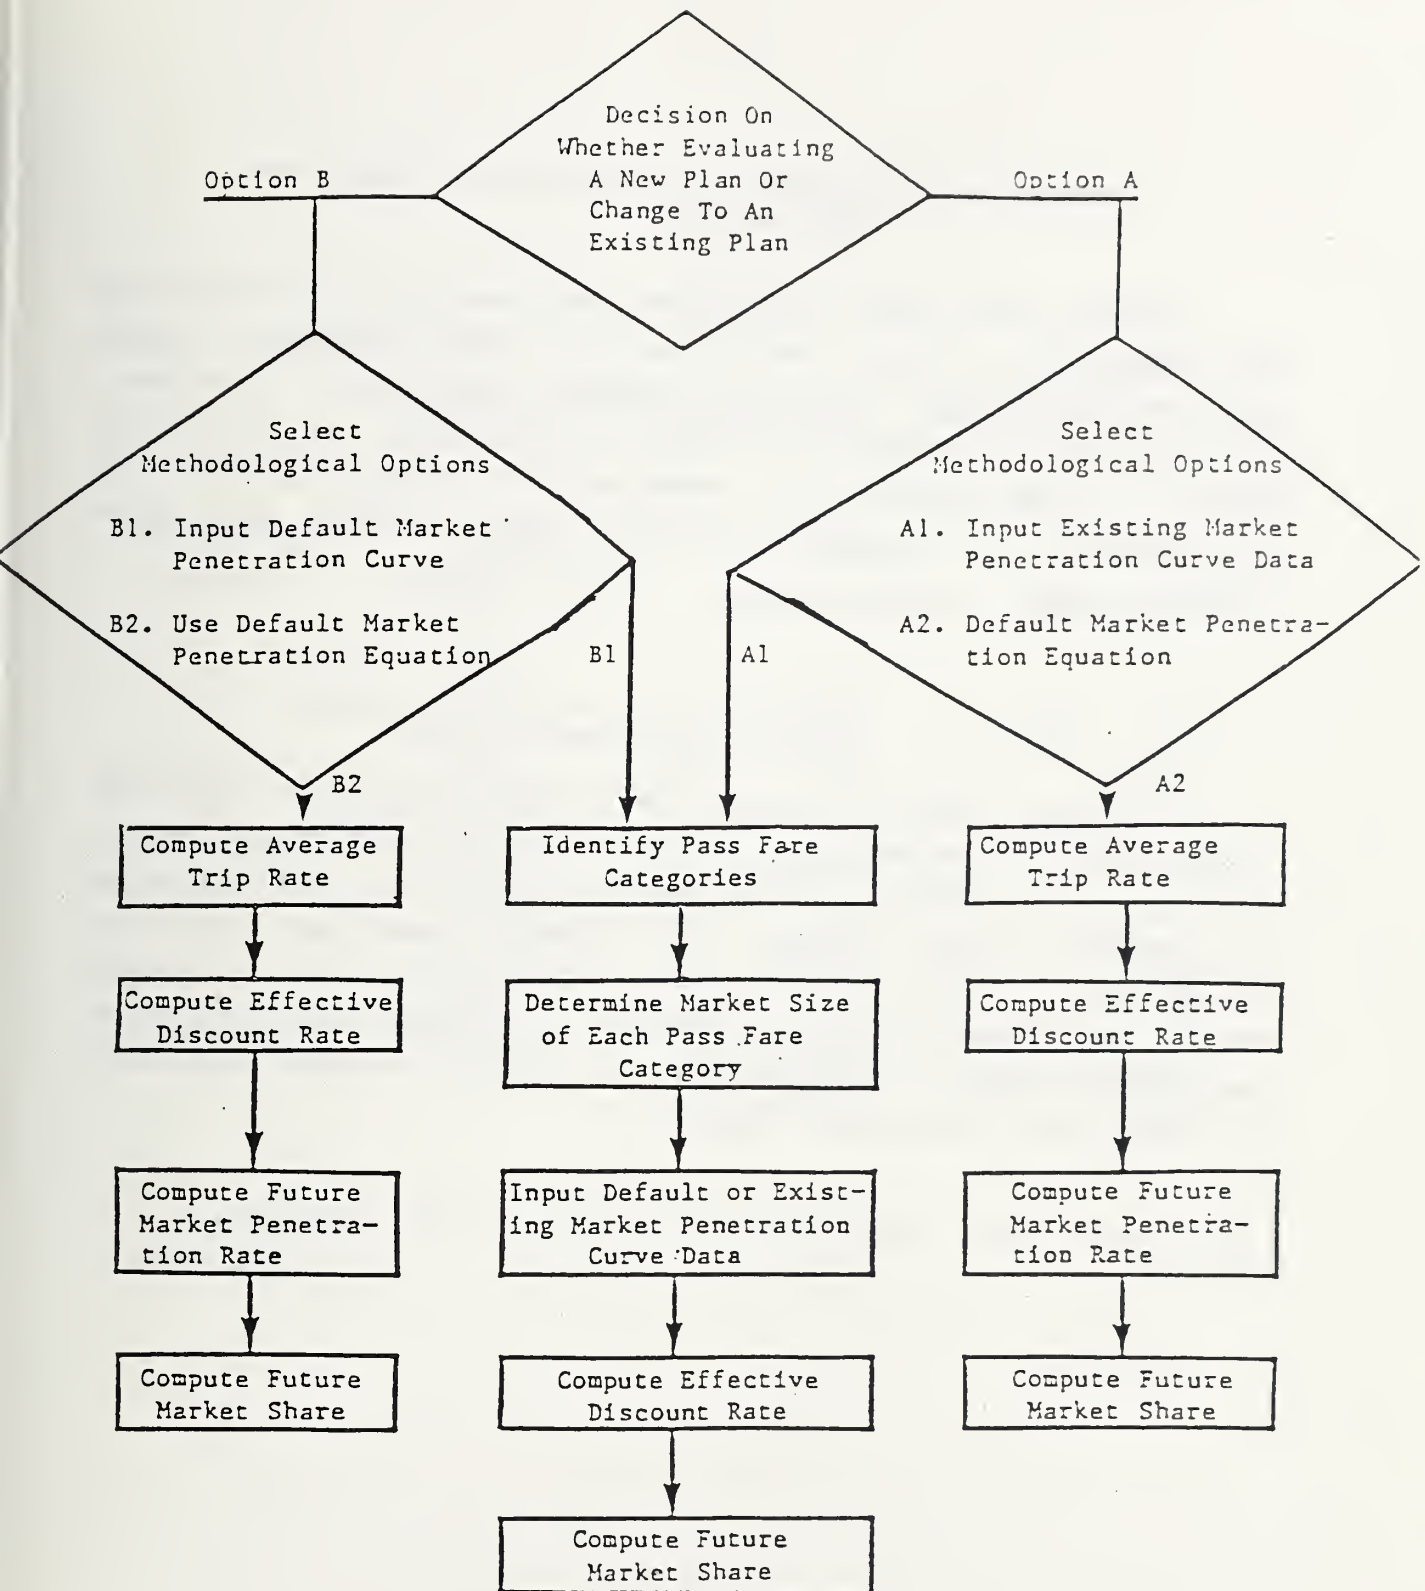 Decision On
Whether Evaluating
A New Plan Or
Change To An
Existing Plan
Option B
Option A
Select
Methodological Options
B1. Input Default Market
Penetration Curve
B2. Use Default Market
Penetration Equation
Select
Methodological Options
A1. Input Existing Market
Penetration Curve Data
A2. Default Market Penetra-
tion Equation
B1
A1
B2
A2
Compute Average
Trip Rate
Compute Effective
Discount Rate
Compute Future
Market Penetra-
tion Rate
Compute Future
Market Share
Identify Pass Fare
Categories
Determine Market Size
of Each Pass Fare
Category
Input Default or Exist-
ing Market Penetration
Curve Data
Compute Effective
Discount Rate
Compute Future
Market Share
Compute Average
Trip Rate
Compute Effective
Discount Rate
Compute Future
Market Penetra-
tion Rate
Compute Future
Market Share